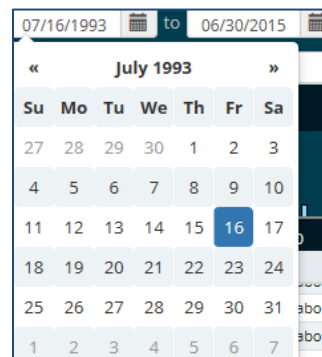 07/16/1993 to 06/30/2015
« July 1993 »
Su Mo Tu We Th Fr Sa
27 28 29 30 1 2 3
4 5 6 7 8 9 10
11 12 13 14 15 16 17
18 19 20 21 22 23 24
25 26 27 28 29 30 31
abo
1 2 3 4 5 6 7
abo